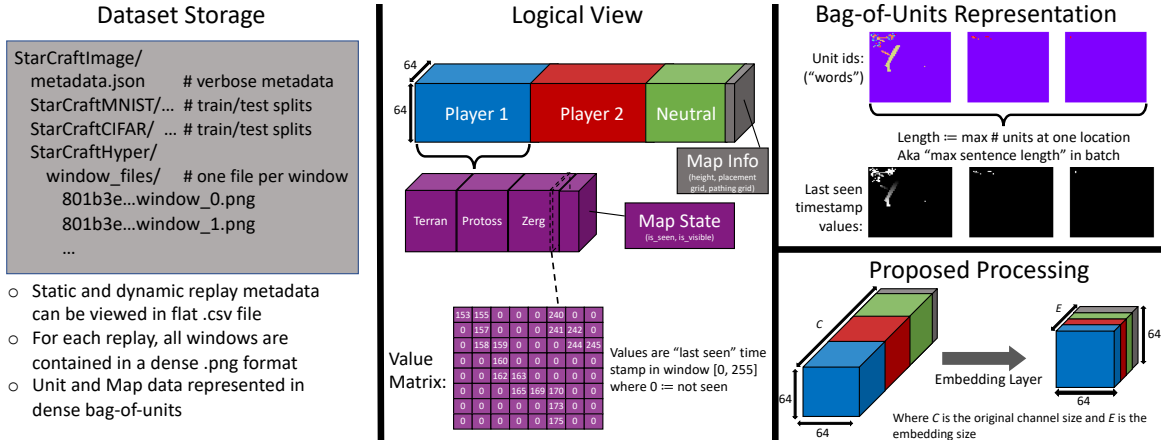 Dataset Storage
StarCraftImage/
metadata.json # verbose metadata
StarCraftMNIST/... # train/test splits
StarCraftCIFAR/ ... # train/test splits
StarCraftHyper/
window_files/ # one file per window
801b3e...window_0.png
801b3e...window_1.png
...
○ Static and dynamic replay metadata
can be viewed in flat .csv file
○ For each replay, all windows are
contained in a dense .png format
○ Unit and Map data represented in
dense bag-of-units
Logical View
64
64
Player 1
Player 2
Neutral
Map Info
(height, placement
grid, pathing grid)
Terran
Protoss
Zerg
Map State
(is_seen, is_visible)
Value
Matrix:
153 155 0 0 0 240 0 0
0 157 0 0 0 241 242 0
0 158 159 0 0 0 244 245
0 0 160 0 0 0 0 0
0 0 162 163 0 0 0 0
0 0 0 165 169 170 0 0
0 0 0 0 0 173 0 0
0 0 0 0 0 175 0 0
Values are “last seen” time
stamp in window [0, 255]
where 0 := not seen
Bag-of-Units Representation
Unit ids:
(“words”)
Length := max # units at one location
Aka “max sentence length” in batch
Last seen
timestamp
values:
Proposed Processing
C
64
64
Embedding Layer
E
64
64
Where C is the original channel size and E is the
embedding size